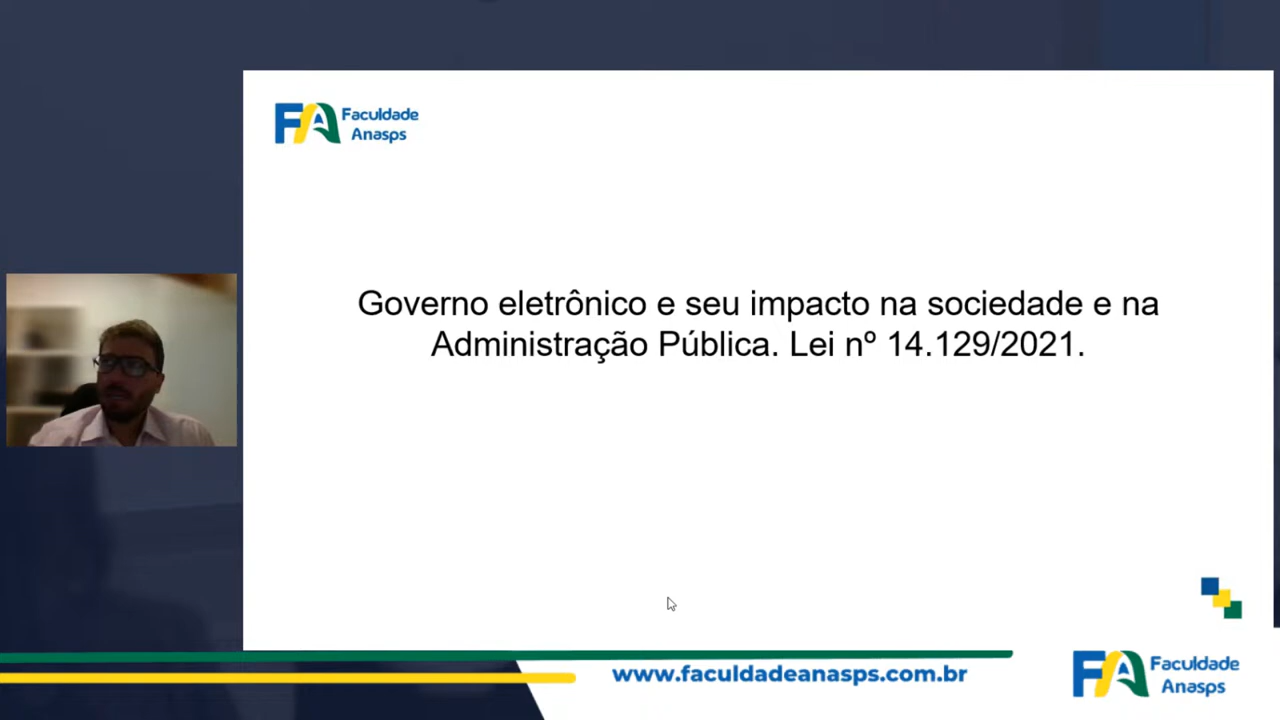 Faculdade
Anasps
Governo eletrônico e seu impacto na sociedade e na
Administração Pública. Lei nº 14.129/2021.
www.faculdadeanasps.com.br
Faculdade
Anasps